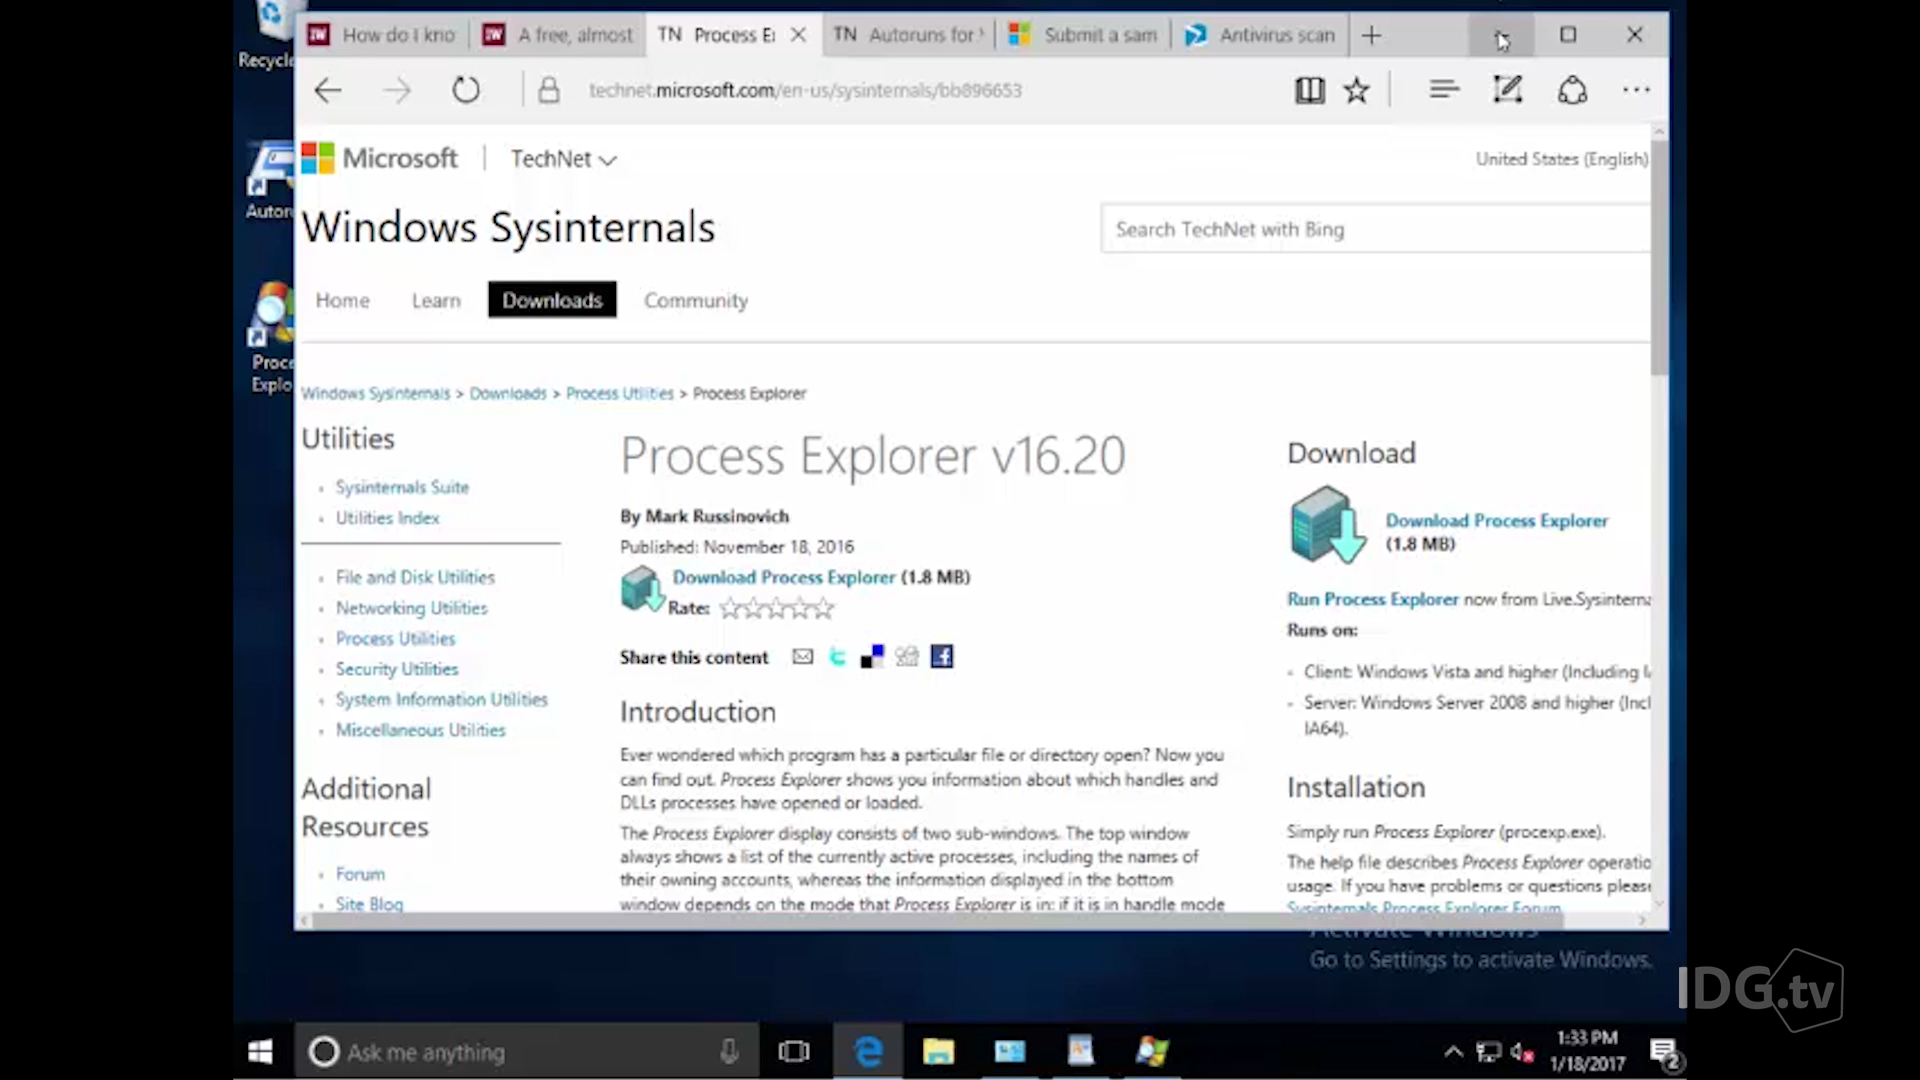 Recycle
IW How do I kno
IW A free, almost
TN Process E
TN Autoruns for
Submit a sam
Antivirus scan
technet.microsoft.com/en-us/sysinternals/bb896653
Microsoft
TechNet
United States (English)
Autoru
Windows Sysinternals
Search TechNet with Bing
Home
Learn
Downloads
Community
Proce
Explo
Windows Sysinternals > Downloads > Process Utilities > Process Explorer
Utilities
Sysinternals Suite
Utilities Index
File and Disk Utilities
Networking Utilities
Process Utilities
Security Utilities
System Information Utilities
Miscellaneous Utilities
Additional
Resources
Forum
Site Blog
Process Explorer v16.20
By Mark Russinovich
Published: November 18, 2016
Download Process Explorer (1.8 MB)
Rate:
Share this content
Introduction
Ever wondered which program has a particular file or directory open? Now you
can find out. Process Explorer shows you information about which handles and
DLLs processes have opened or loaded.
The Process Explorer display consists of two sub-windows. The top window
always shows a list of the currently active processes, including the names of
their owning accounts, whereas the information displayed in the bottom
window depends on the mode that Process Explorer is in: if it is in handle mode
Download
Download Process Explorer
(1.8 MB)
Run Process Explorer now from Live.Sysinterna
Runs on:
Client: Windows Vista and higher (Including I
Server: Windows Server 2008 and higher (Incl
IA64).
Installation
Simply run Process Explorer (procexp.exe).
The help file describes Process Explorer operatio
usage. If you have problems or questions please
Sysinternals Process Explorer Forum
Activate Windows
Go to Settings to activate Windows.
IDG.tv
Ask me anything
1:33 PM
1/18/2017
2